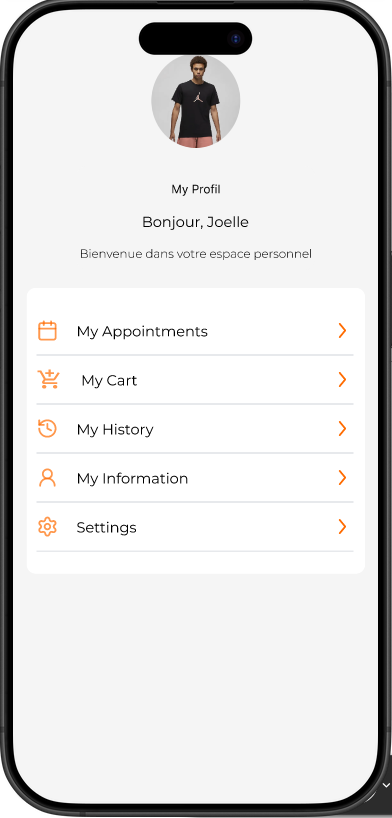 My Profil
Bonjour, Joelle
Bienvenue dans votre espace personnel
My Appointments
My Cart
My History
My Information
Settings